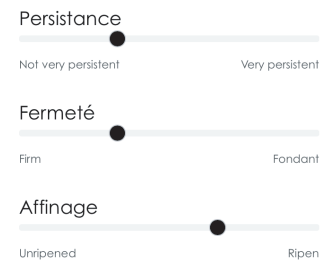 Persistance
Not very persistent Very persistent
Fermeté
Firm Fondant
Affinage
Unripened Ripen